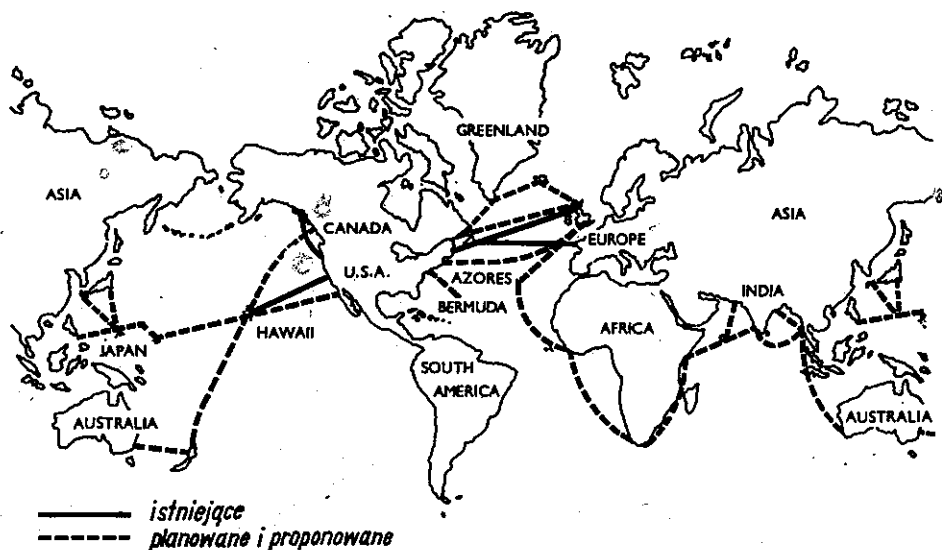 GREENLAND
ASIA
CANADA
ASIA
EUROPE
U.S.A.
AZORES
INDIA
BERMUDA
HAWAII
AFRICA
JAPAN
SOUTH
AMERICA
AUSTRALIA
AUSTRALIA
istniejące
planowane i proponowane